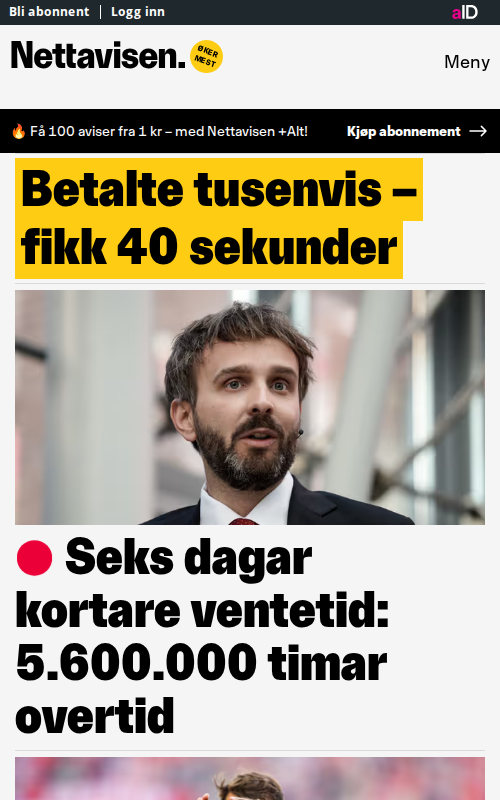 Bli abonnent
Logg inn
aID
Nettavisen.
ØKER
MEST
Meny
🔥 Få 100 aviser fra 1 kr – med Nettavisen +Alt!
Kjøp abonnement →
Betalte tusenvis –
fikk 40 sekunder
🔴 Seks dagar
kortare ventetid:
5.600.000 timar
overtid